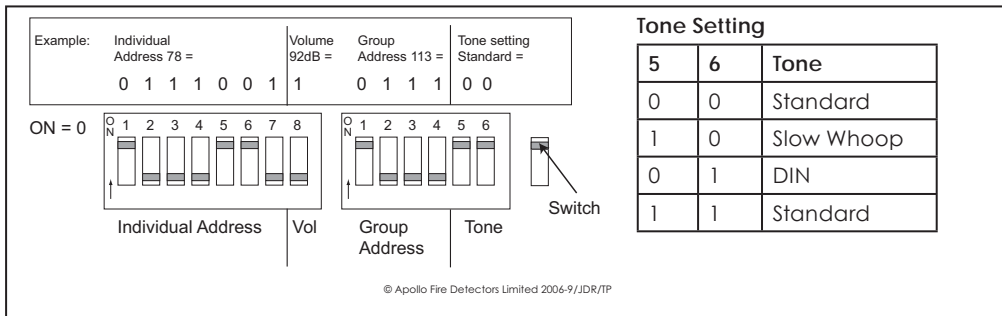 Example: Individual Volume Group Tone setting
Address 78 = 92dB = Address 113 = Standard =
0 1 1 1 0 0 1 1 0 1 1 1 0 0
ON = 0
ON 1 2 3 4 5 6 7 8
ON 1 2 3 4 5 6
Switch
Individual Address Vol Group Tone
Address
Tone Setting
5 6 Tone
0 0 Standard
1 0 Slow Whoop
0 1 DIN
1 1 Standard
© Apollo Fire Detectors Limited 2006-9/JDR/TP